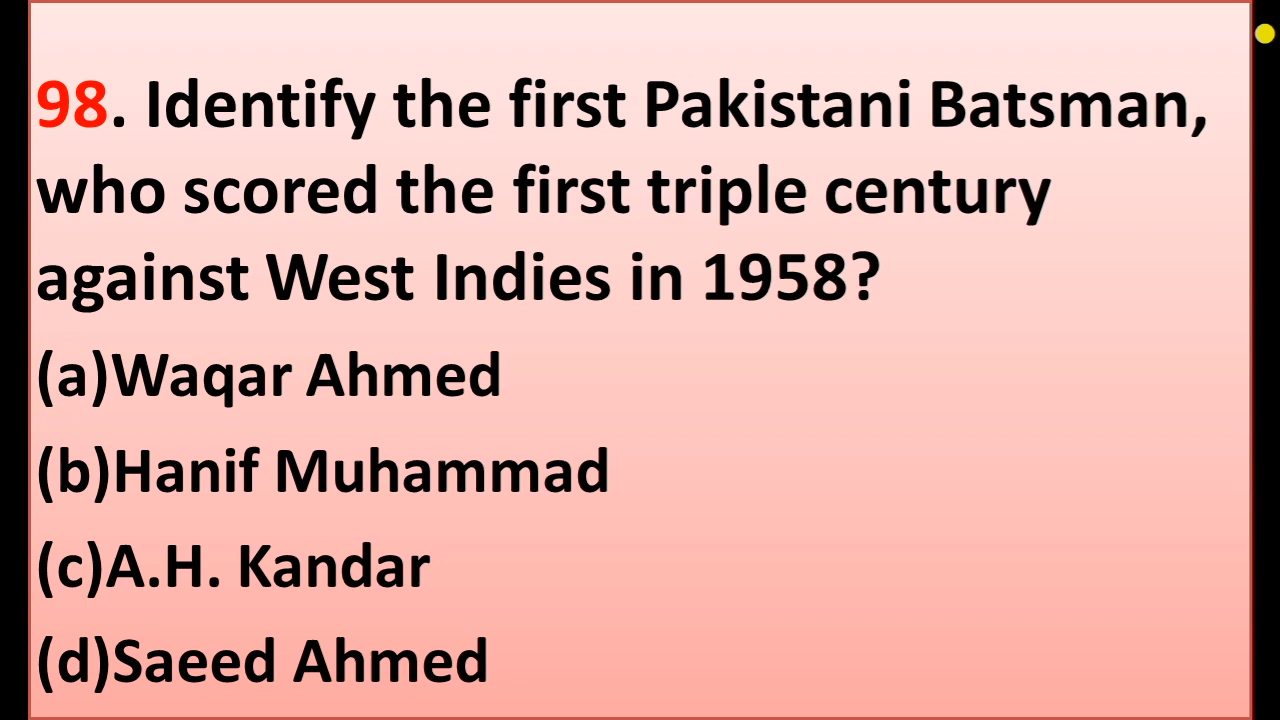 98. Identify the first Pakistani Batsman,
who scored the first triple century
against West Indies in 1958?
(a)Waqar Ahmed
(b)Hanif Muhammad
(c)A.H. Kandar
(d)Saeed Ahmed